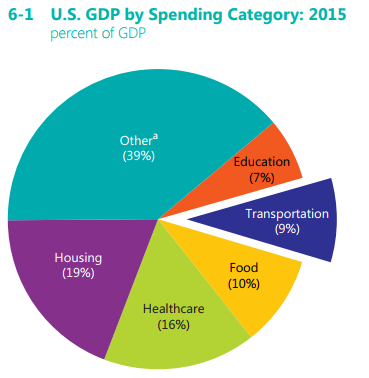 6-1 U.S. GDP by Spending Category: 2015
percent of GDP
Otherᵃ
(39%)
Education
(7%)
Transportation
(9%)
Food
(10%)
Healthcare
(16%)
Housing
(19%)